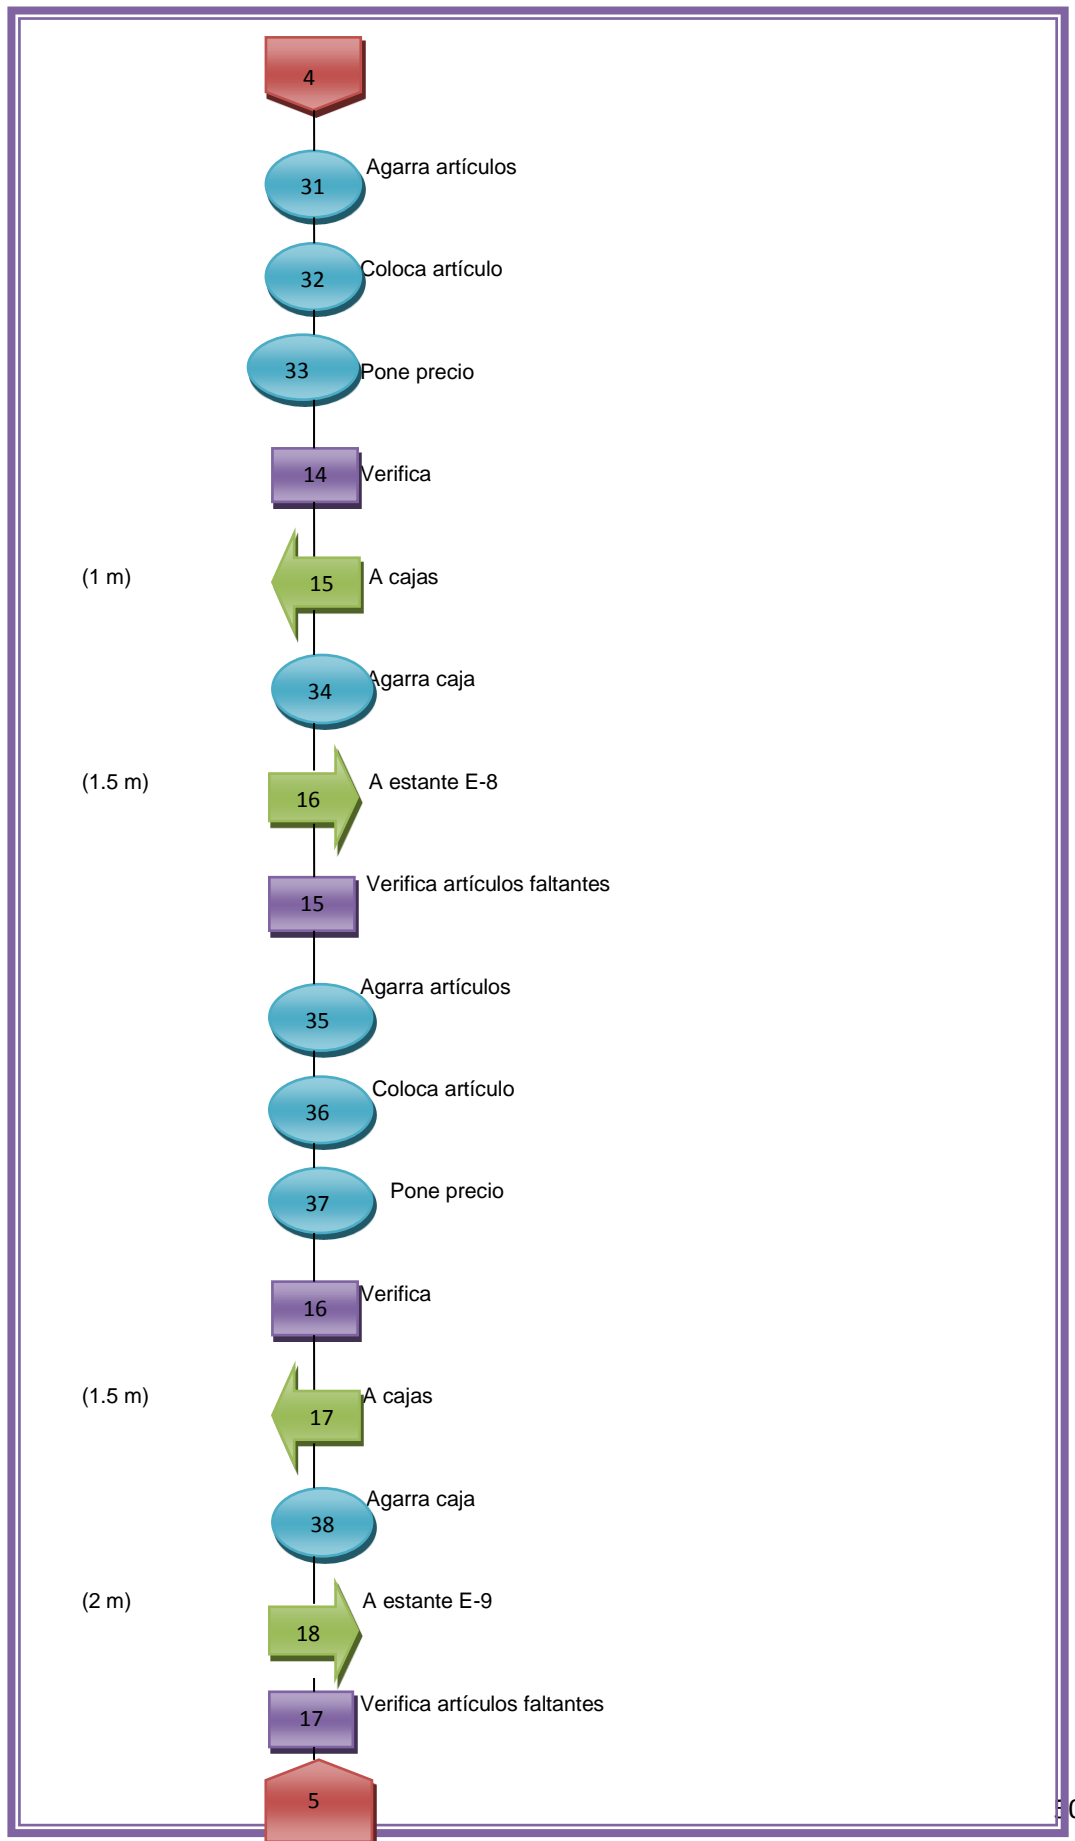 4
31 Agarra artículos
32 Coloca artículo
33 Pone precio
14 Verifica
(1 m) 15 A cajas
34 Agarra caja
(1.5 m) 16 A estante E-8
15 Verifica artículos faltantes
35 Agarra artículos
36 Coloca artículo
37 Pone precio
16 Verifica
(1.5 m) 17 A cajas
38 Agarra caja
(2 m) 18 A estante E-9
17 Verifica artículos faltantes
5